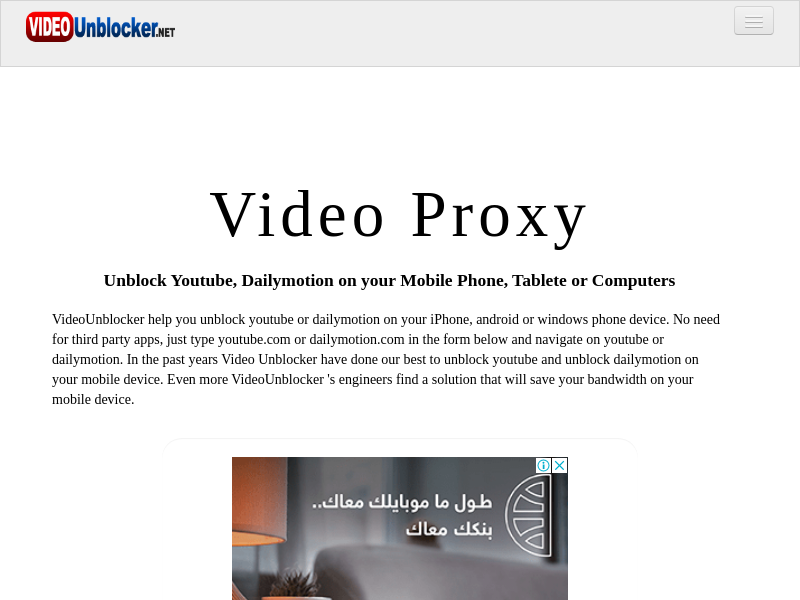 VIDEOUnblocker.NET
Video Proxy
Unblock Youtube, Dailymotion on your Mobile Phone, Tablete or Computers
VideoUnblocker help you unblock youtube or dailymotion on your iPhone, android or windows phone device. No need
for third party apps, just type youtube.com or dailymotion.com in the form below and navigate on youtube or
dailymotion. In the past years Video Unblocker have done our best to unblock youtube and unblock dailymotion on
your mobile device. Even more VideoUnblocker 's engineers find a solution that will save your bandwidth on your
mobile device.
طول ما موبايلك معاك..
بنكك معاك